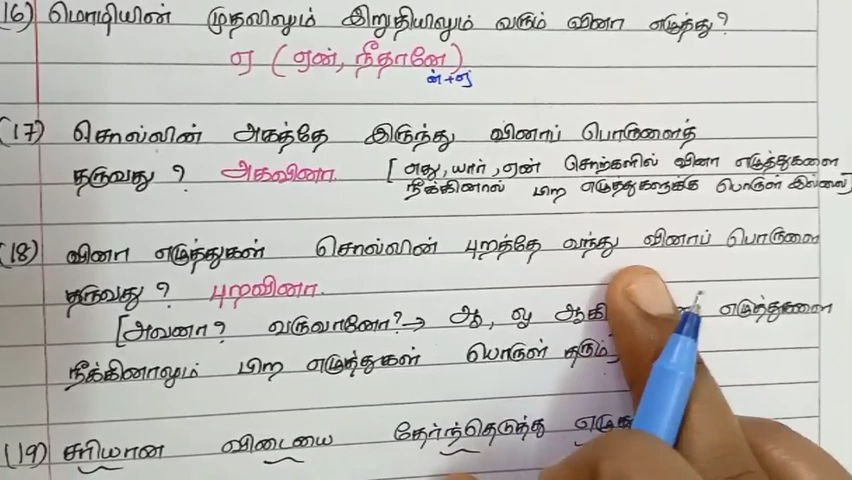 (16) மொழியின் முதலிலும் இறுதியிலும் வரும் வினா எழுத்து?
ஏ (ஏன், நீதானே)
ன்+ஏ
(17) சொல்லின் அகத்தே இருந்து வினாப் பொருளைத்
தருவது? அகவினா. [எது, யார், ஏன் சொற்களில் வினா எழுத்துகளை
நீக்கினால் பிற எழுத்துகளுக்கு பொருள் இல்லை]
(18) வினா எழுத்துகள் சொல்லின் புறத்தே வந்து வினாப் பொருளை
தருவது? புறவினா.
[அவனா? வருவானோ? → ஆ, ஓ ஆகி எழுத்துகளை
நீக்கினாலும் பிற எழுத்துகள் பொருள் தரும்]
(19) சரியான விடையை தேர்ந்தெடுத்து